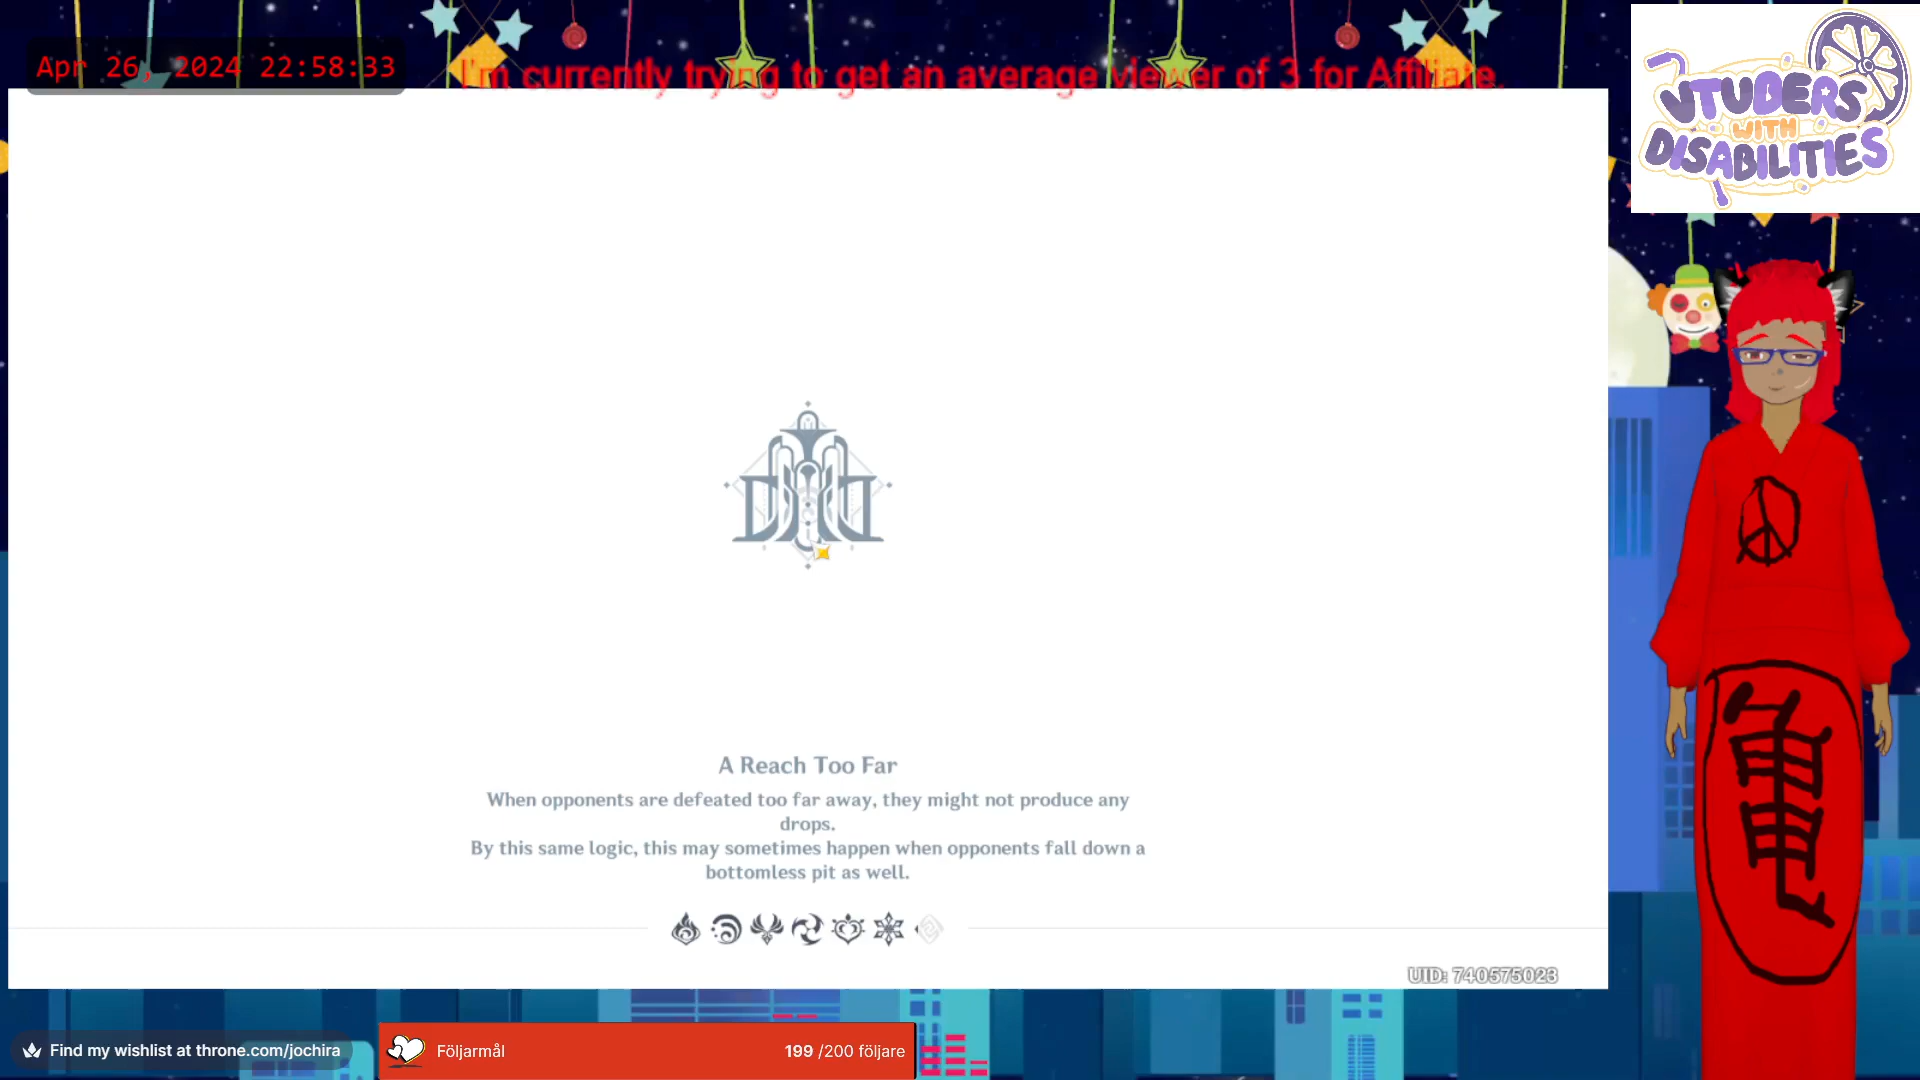 Apr 26, 2024 22:58:33
I'm currently trying to get an average viewer of 3 for Affiliate.
VTUBERS
WITH
DISABILITIES
A Reach Too Far
When opponents are defeated too far away, they might not produce any
drops.
By this same logic, this may sometimes happen when opponents fall down a
bottomless pit as well.
UID: 740575023
Find my wishlist at throne.com/jochira
Följarmål
199 /200 följare